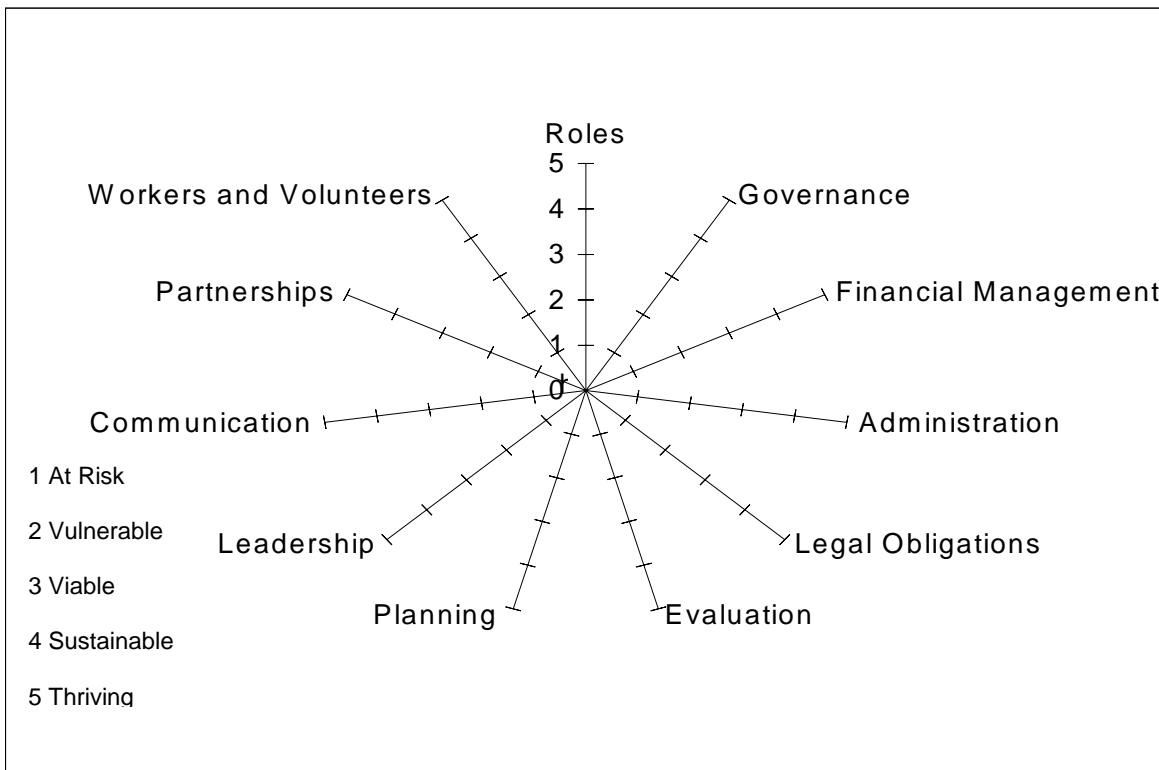 Roles
5
4
3
2
1
0
Workers and Volunteers
Governance
Partnerships
Financial Management
Communication
Administration
Leadership
Legal Obligations
Planning
Evaluation
1 At Risk
2 Vulnerable
3 Viable
4 Sustainable
5 Thriving